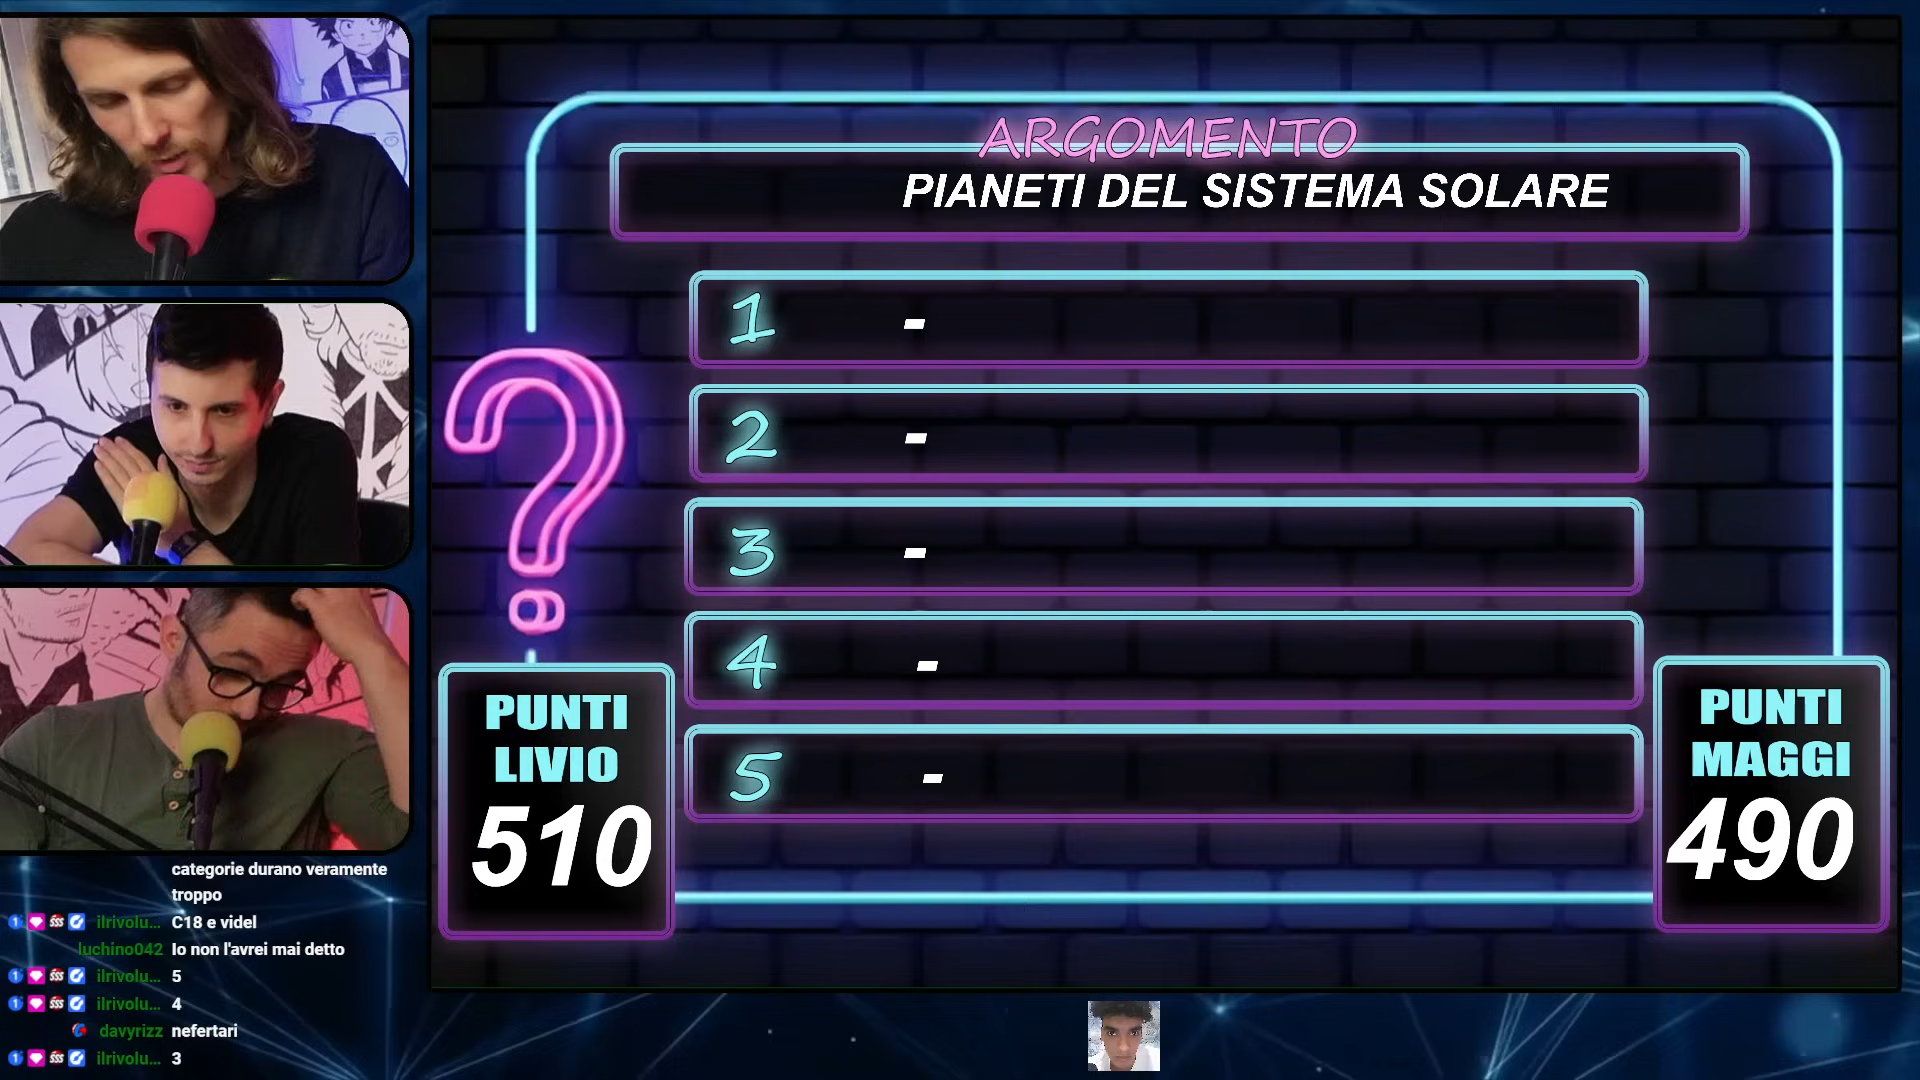 ARGOMENTO
PIANETI DEL SISTEMA SOLARE
1 -
2 -
3 -
4 -
5 -
PUNTI
LIVIO
510
PUNTI
MAGGI
490
categorie durano veramente
troppo
ilrivolu... C18 e videl
luchino042 Io non l'avrei mai detto
ilrivolu... 5
ilrivolu... 4
davyrizz nefertari
ilrivolu... 3